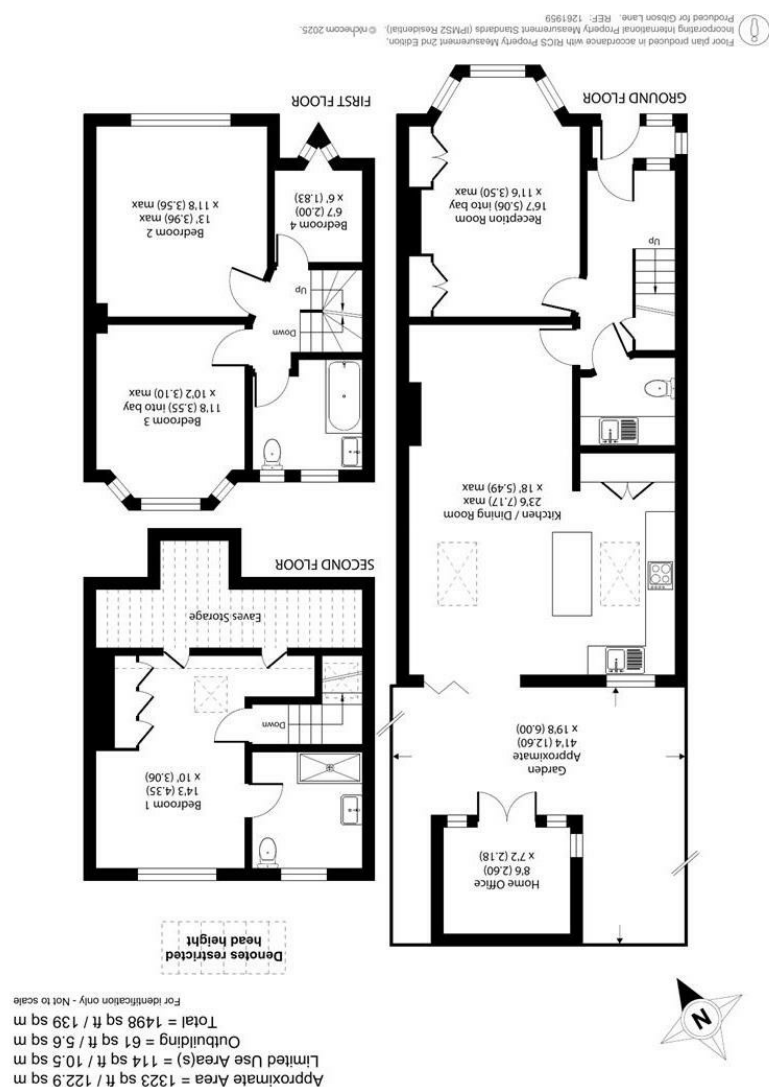 Approximate Area = 1323 sq ft / 122.9 sq m
Limited Use Area(s) = 114 sq ft / 10.5 sq m
Outbuilding = 61 sq ft / 5.6 sq m
Total = 1498 sq ft / 139 sq m
For identification only - Not to scale
N
Denotes restricted
head height
Home Office
8'6 (2.60)
x 7'2 (2.18)
Garden
Approximate
41'4 (12.60)
x 19'8 (6.00)
Bedroom 1
14'3 (4.35)
x 10' (3.06)
Down
Eaves Storage
SECOND FLOOR
Kitchen / Dining Room
23'6 (7.17) max
x 18' (5.49) max
Bedroom 3
11'8 (3.55) into bay
x 10'2 (3.10) max
Down
Up
Bedroom 4
6'7 (2.00)
x 6' (1.83)
Bedroom 2
13' (3.96) max
x 11'8 (3.56) max
FIRST FLOOR
Up
Reception Room
16'7 (5.06) into bay
x 11'6 (3.50) max
GROUND FLOOR
Floor plan produced in accordance with RICS Property Measurement 2nd Edition,
Incorporating International Property Measurement Standards (IPMS2 Residential). © nichecom 2025.
Produced for Gibson Lane. REF: 1261959